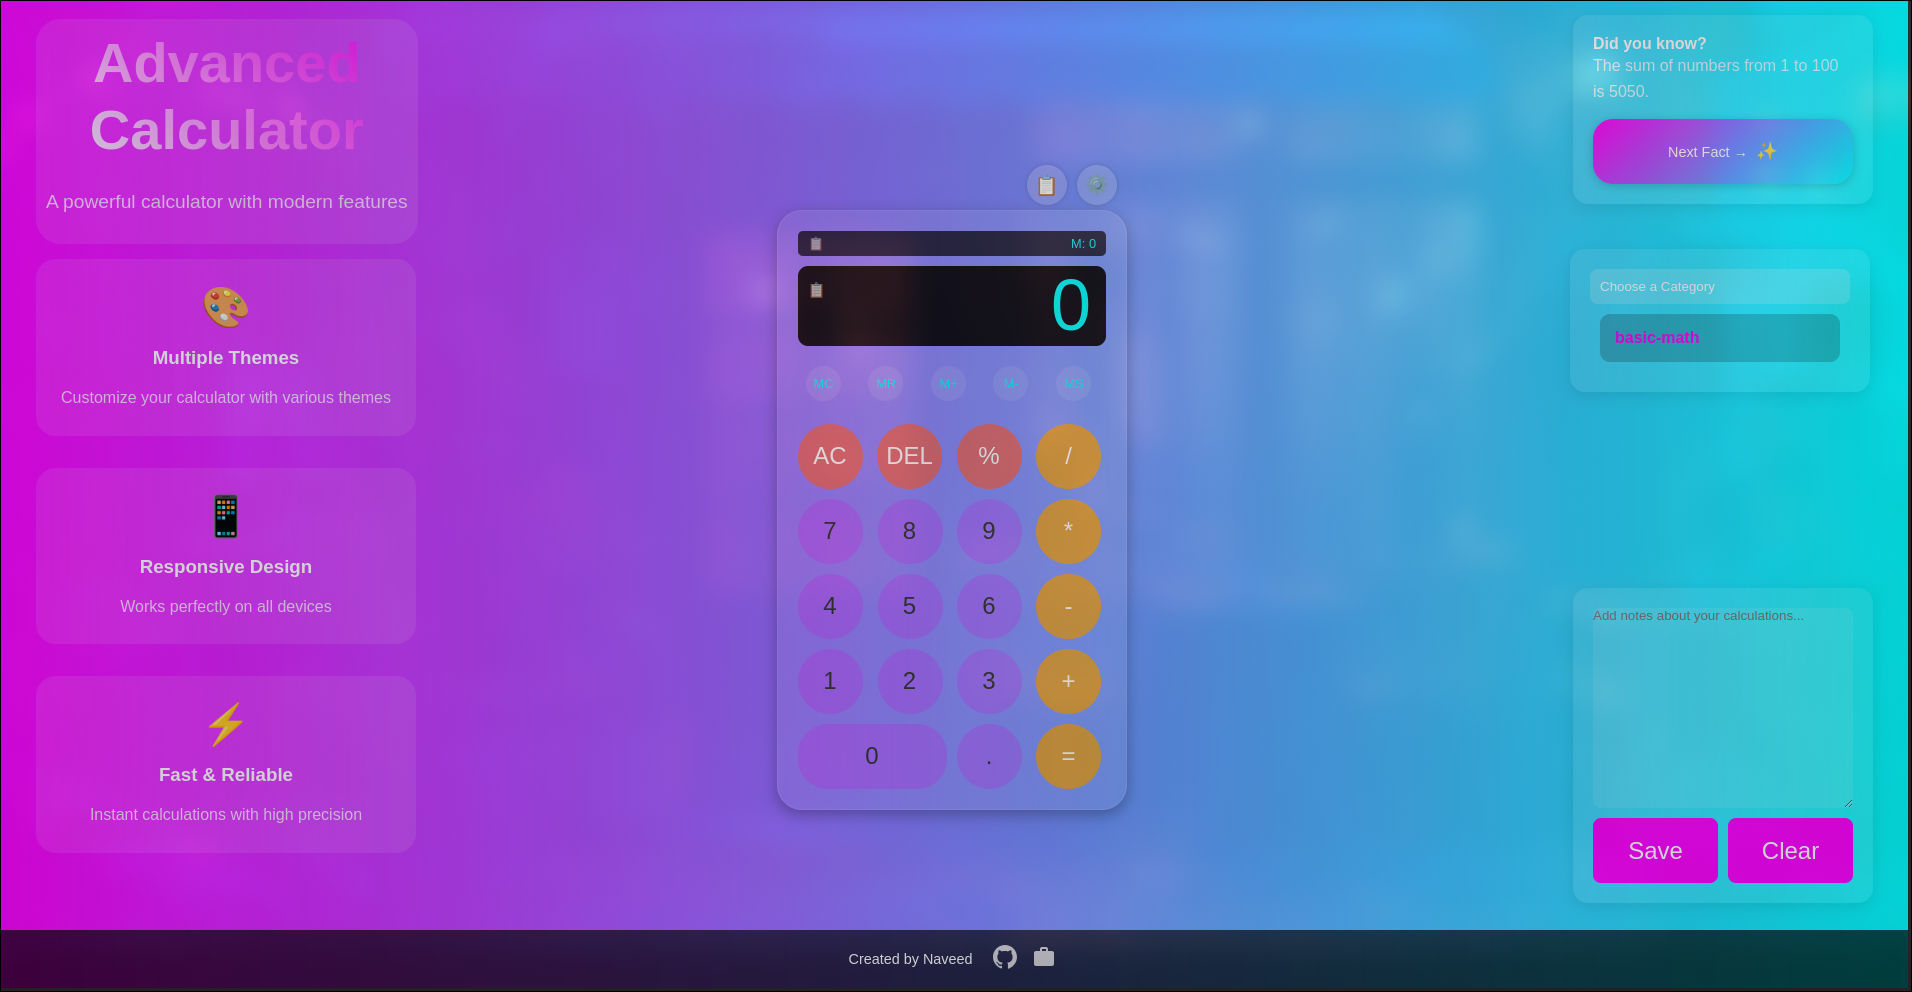 Advanced
Calculator
A powerful calculator with modern features
Multiple Themes
Customize your calculator with various themes
Responsive Design
Works perfectly on all devices
Fast & Reliable
Instant calculations with high precision
M: 0
0
MC MR M+ M- MS
AC DEL % /
7 8 9 *
4 5 6 -
1 2 3 +
0 . =
Did you know?
The sum of numbers from 1 to 100
is 5050.
Next Fact → ✨
Choose a Category
basic-math
Add notes about your calculations...
Save Clear
Created by Naveed